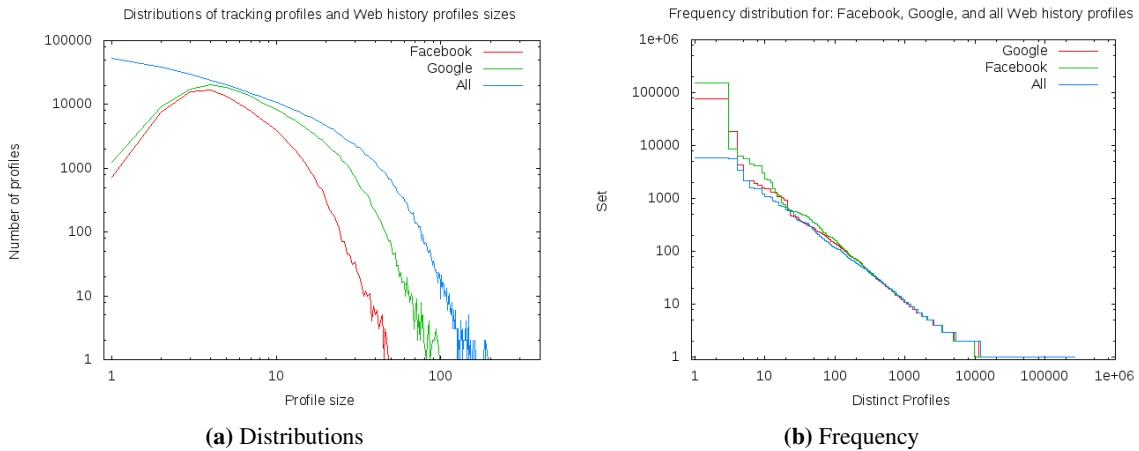 Distributions of tracking profiles and Web history profiles sizes
100000
10000
1000
100
10
1
Number of profiles
Facebook
Google
All
1
10
100
Profile size
(a) Distributions
Frequency distribution for: Facebook, Google, and all Web history profiles
1e+06
100000
10000
1000
100
10
1
Set
Google
Facebook
All
1
10
100
1000
10000
100000
1e+06
Distinct Profiles
(b) Frequency